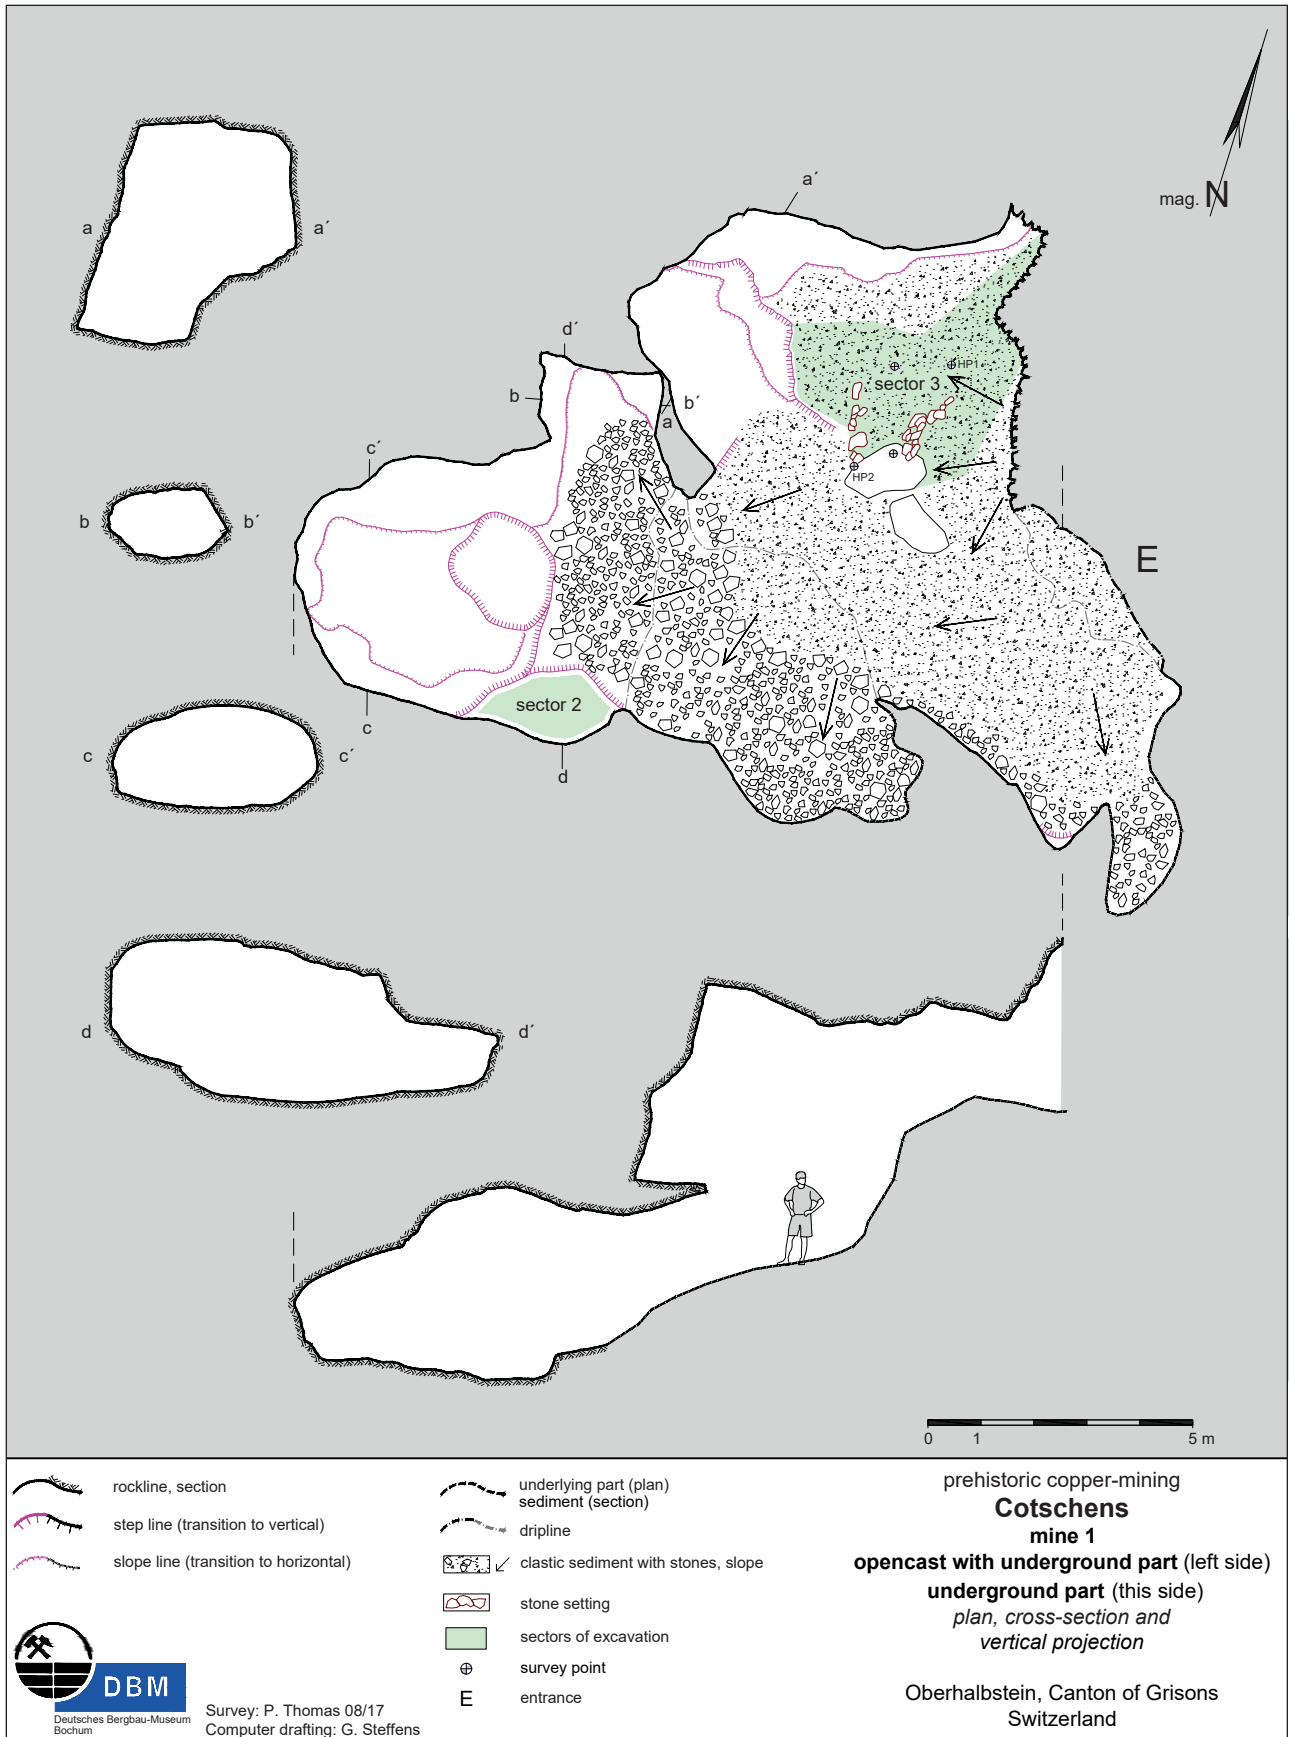 mag. N
a´
a
a´
d´
b
b´
a
HP1
sector 3
c´
HP2
b
b´
E
sector 2
c
d
c
c´
d
d´
0 1 5 m
rockline, section
step line (transition to vertical)
slope line (transition to horizontal)
underlying part (plan)
sediment (section)
dripline
clastic sediment with stones, slope
stone setting
sectors of excavation
survey point
E entrance
prehistoric copper-mining
Cotschens
mine 1
opencast with underground part (left side)
underground part (this side)
plan, cross-section and
vertical projection
Oberhalbstein, Canton of Grisons
Switzerland
DBM
Deutsches Bergbau-Museum
Bochum
Survey: P. Thomas 08/17
Computer drafting: G. Steffens